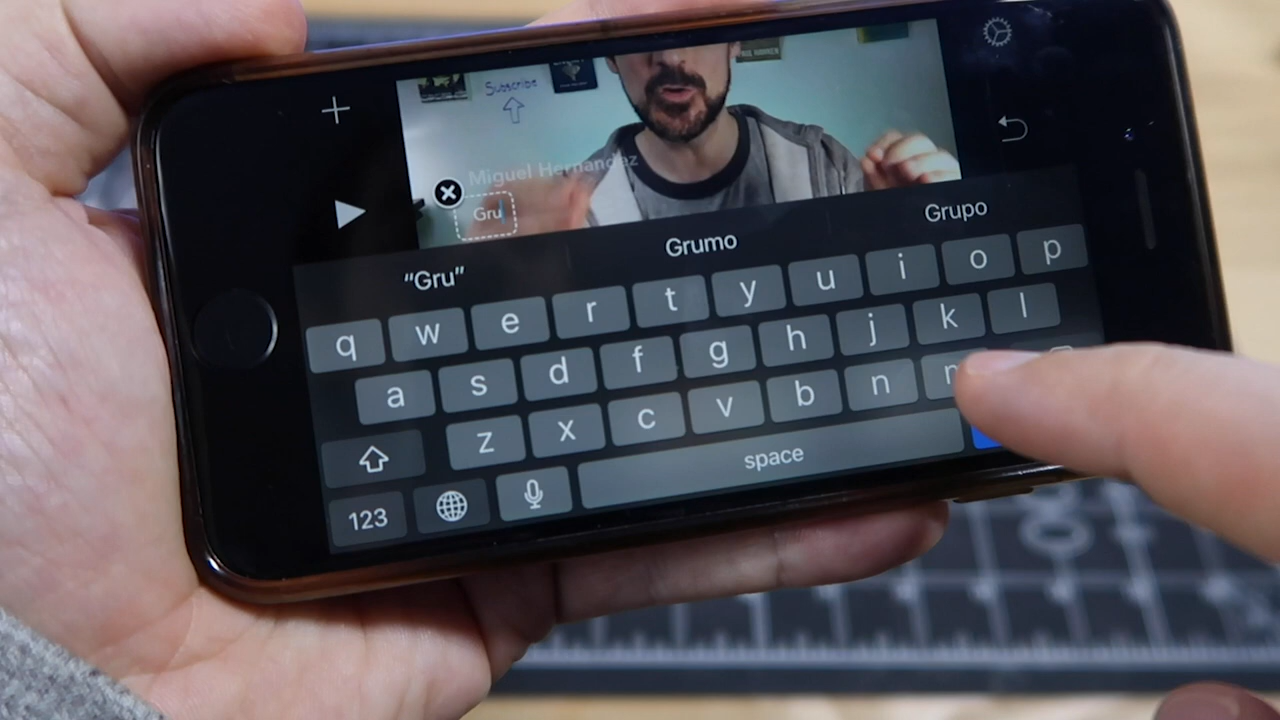 Subscribe
Miguel Hernandez
Gru
"Gru" Grumo Grupo
q w e r t y u i o p
a s d f g h j k l
z x c v b n m
123 space